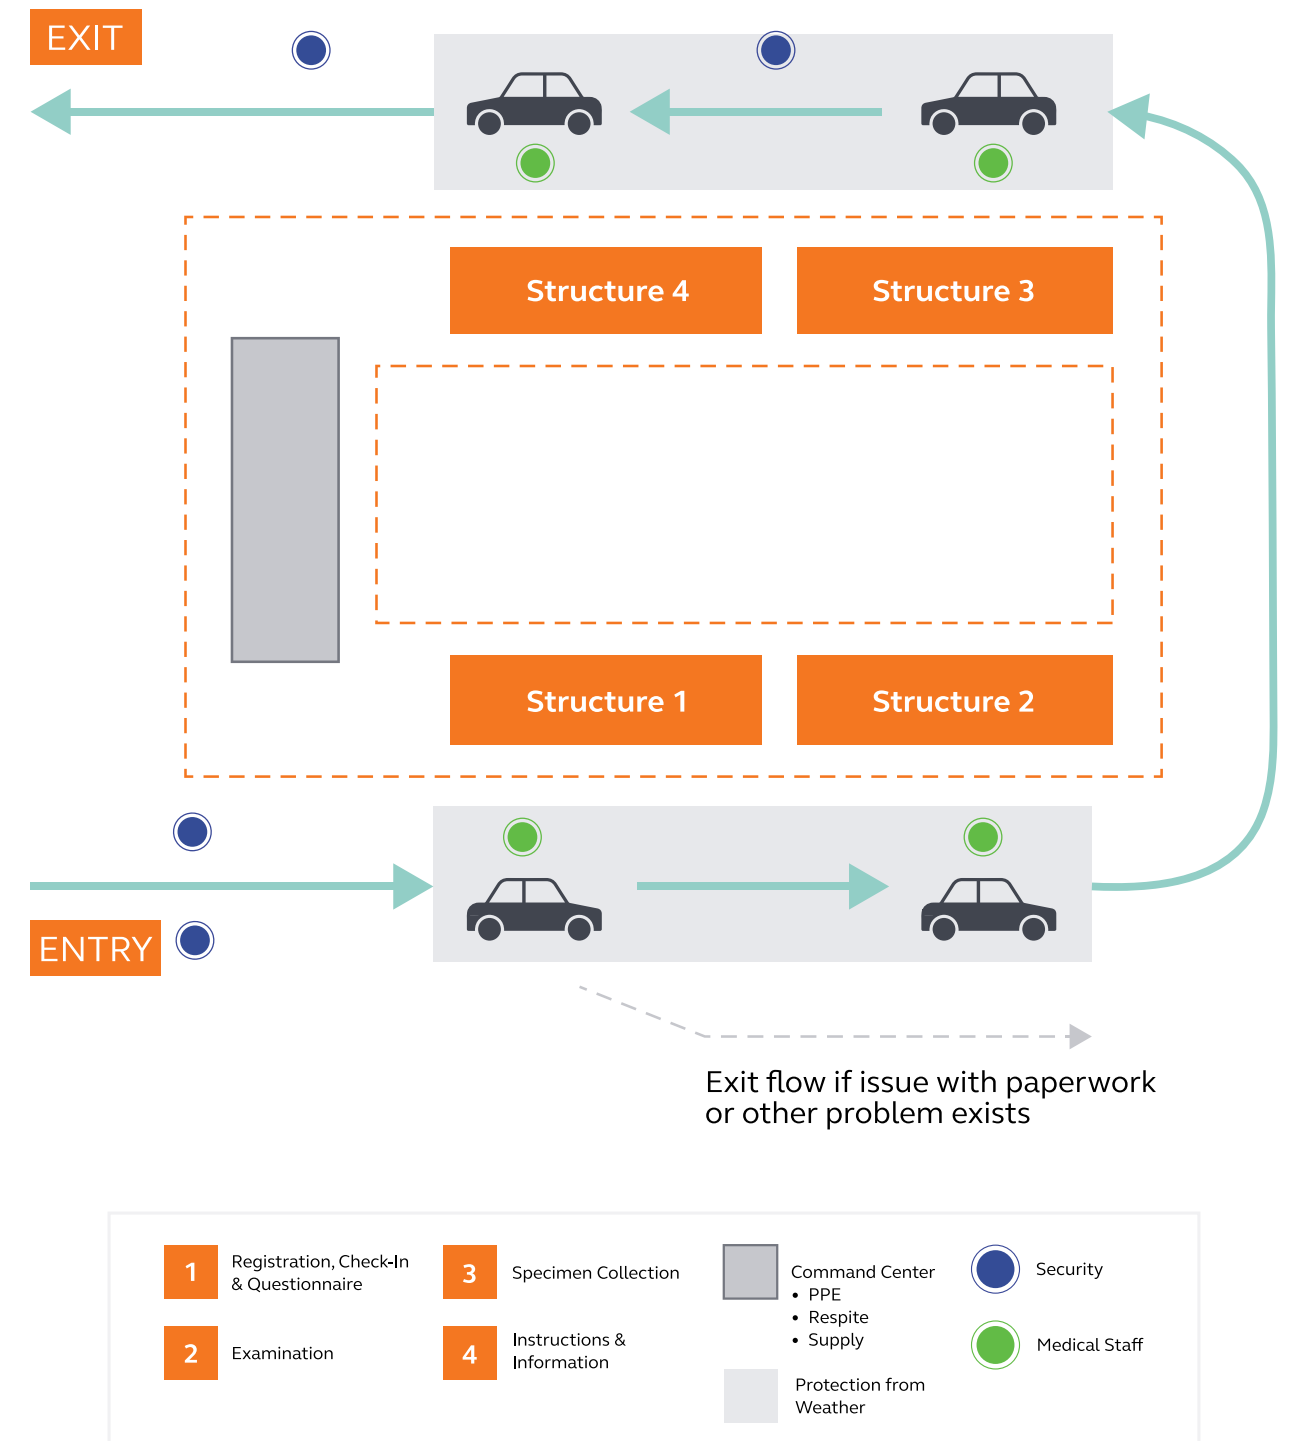 EXIT
Structure 4
Structure 3
Structure 1
Structure 2
ENTRY
Exit flow if issue with paperwork
or other problem exists
1
Registration, Check-In
& Questionnaire
2
Examination
3
Specimen Collection
4
Instructions &
Information
Command Center
• PPE
• Respite
• Supply
Protection from
Weather
Security
Medical Staff